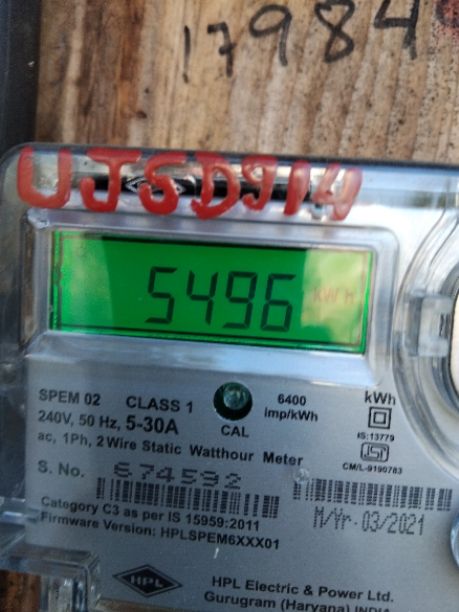 17984
UJSD914
5496 kWh
SPEM 02 CLASS 1
240V, 50 Hz, 5-30A
ac, 1Ph, 2 Wire Static Watthour Meter
CAL
6400
imp/kWh
kWh
IS:13779
ISI
CM/L-9190783
S. No. 674592
M/Yr- 03/2021
Category C3 as per IS 15959:2011
Firmware Version: HPLSPEM6XXX01
HPL
HPL Electric & Power Ltd.
Gurugram (Haryana) INDIA